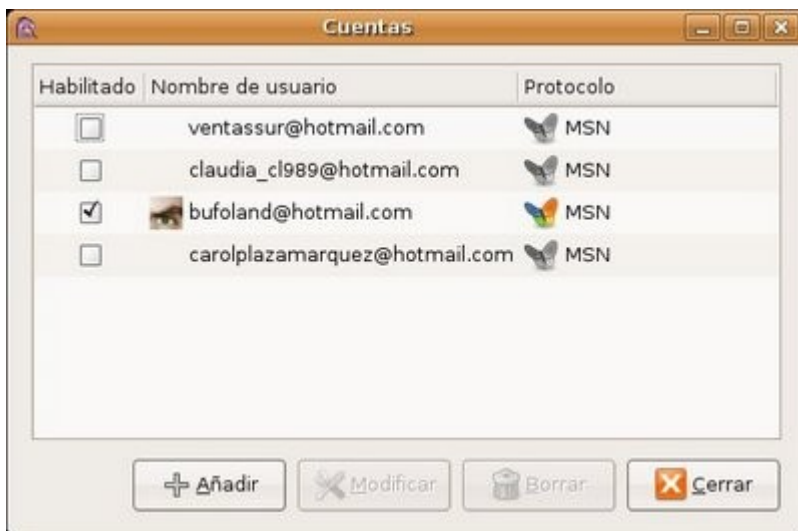 Cuentas
Habilitado Nombre de usuario Protocolo
ventassur@hotmail.com MSN
claudia_cl989@hotmail.com MSN
bufoland@hotmail.com MSN
carolplazamarquez@hotmail.com MSN
Añadir Modificar Borrar Cerrar